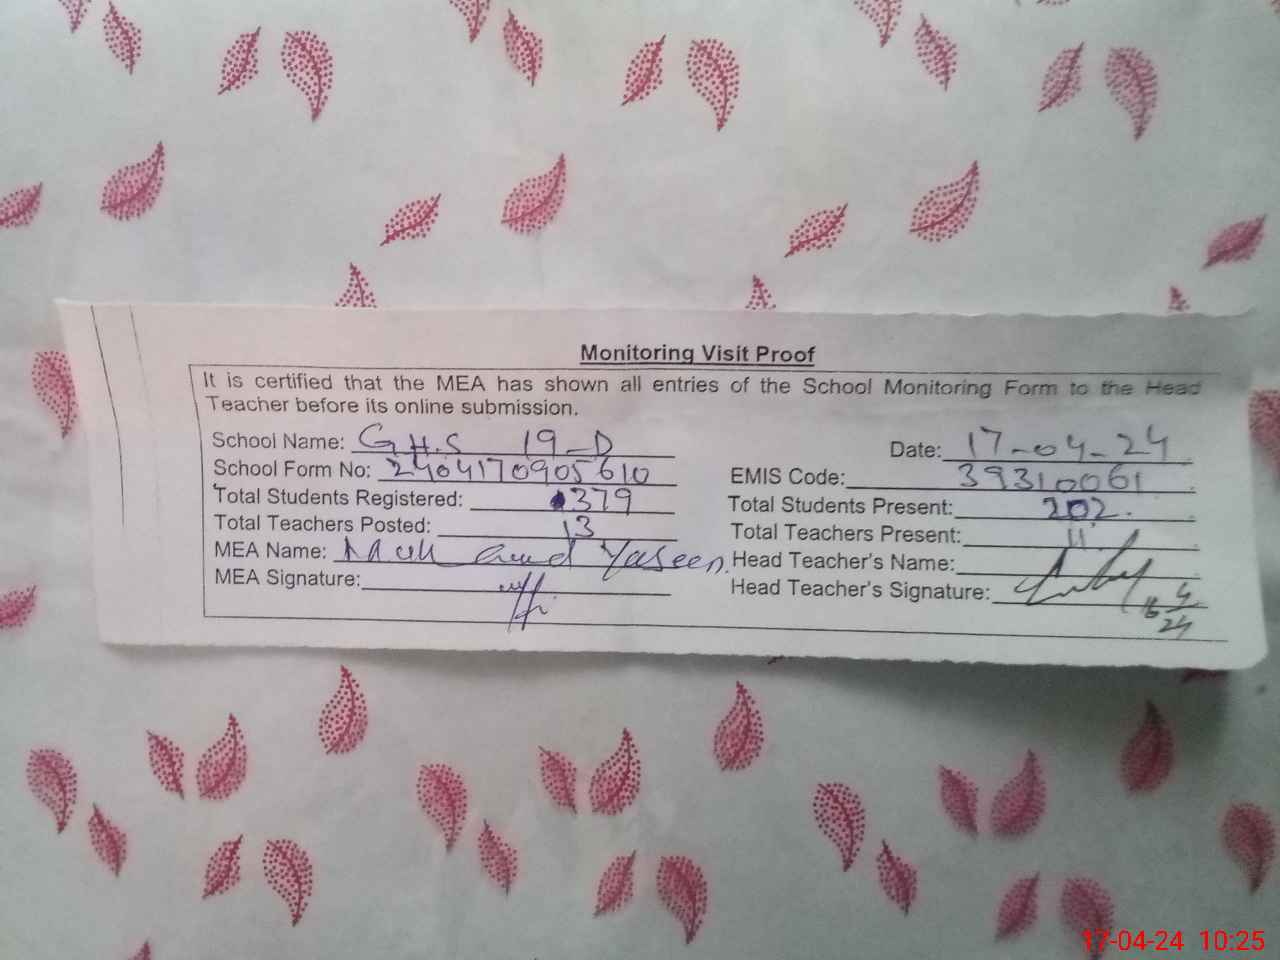 Monitoring Visit Proof
It is certified that the MEA has shown all entries of the School Monitoring Form to the Head
Teacher before its online submission.
School Name: G.H.S 19-D Date: 17-04-24
School Form No: 2404170905610 EMIS Code: 39310061
Total Students Registered: 379 Total Students Present: 202.
Total Teachers Posted: 13 Total Teachers Present: 11.
MEA Name: Yaseen. Head Teacher's Name:
MEA Signature: Head Teacher's Signature:
4
24
17-04-24 10:25